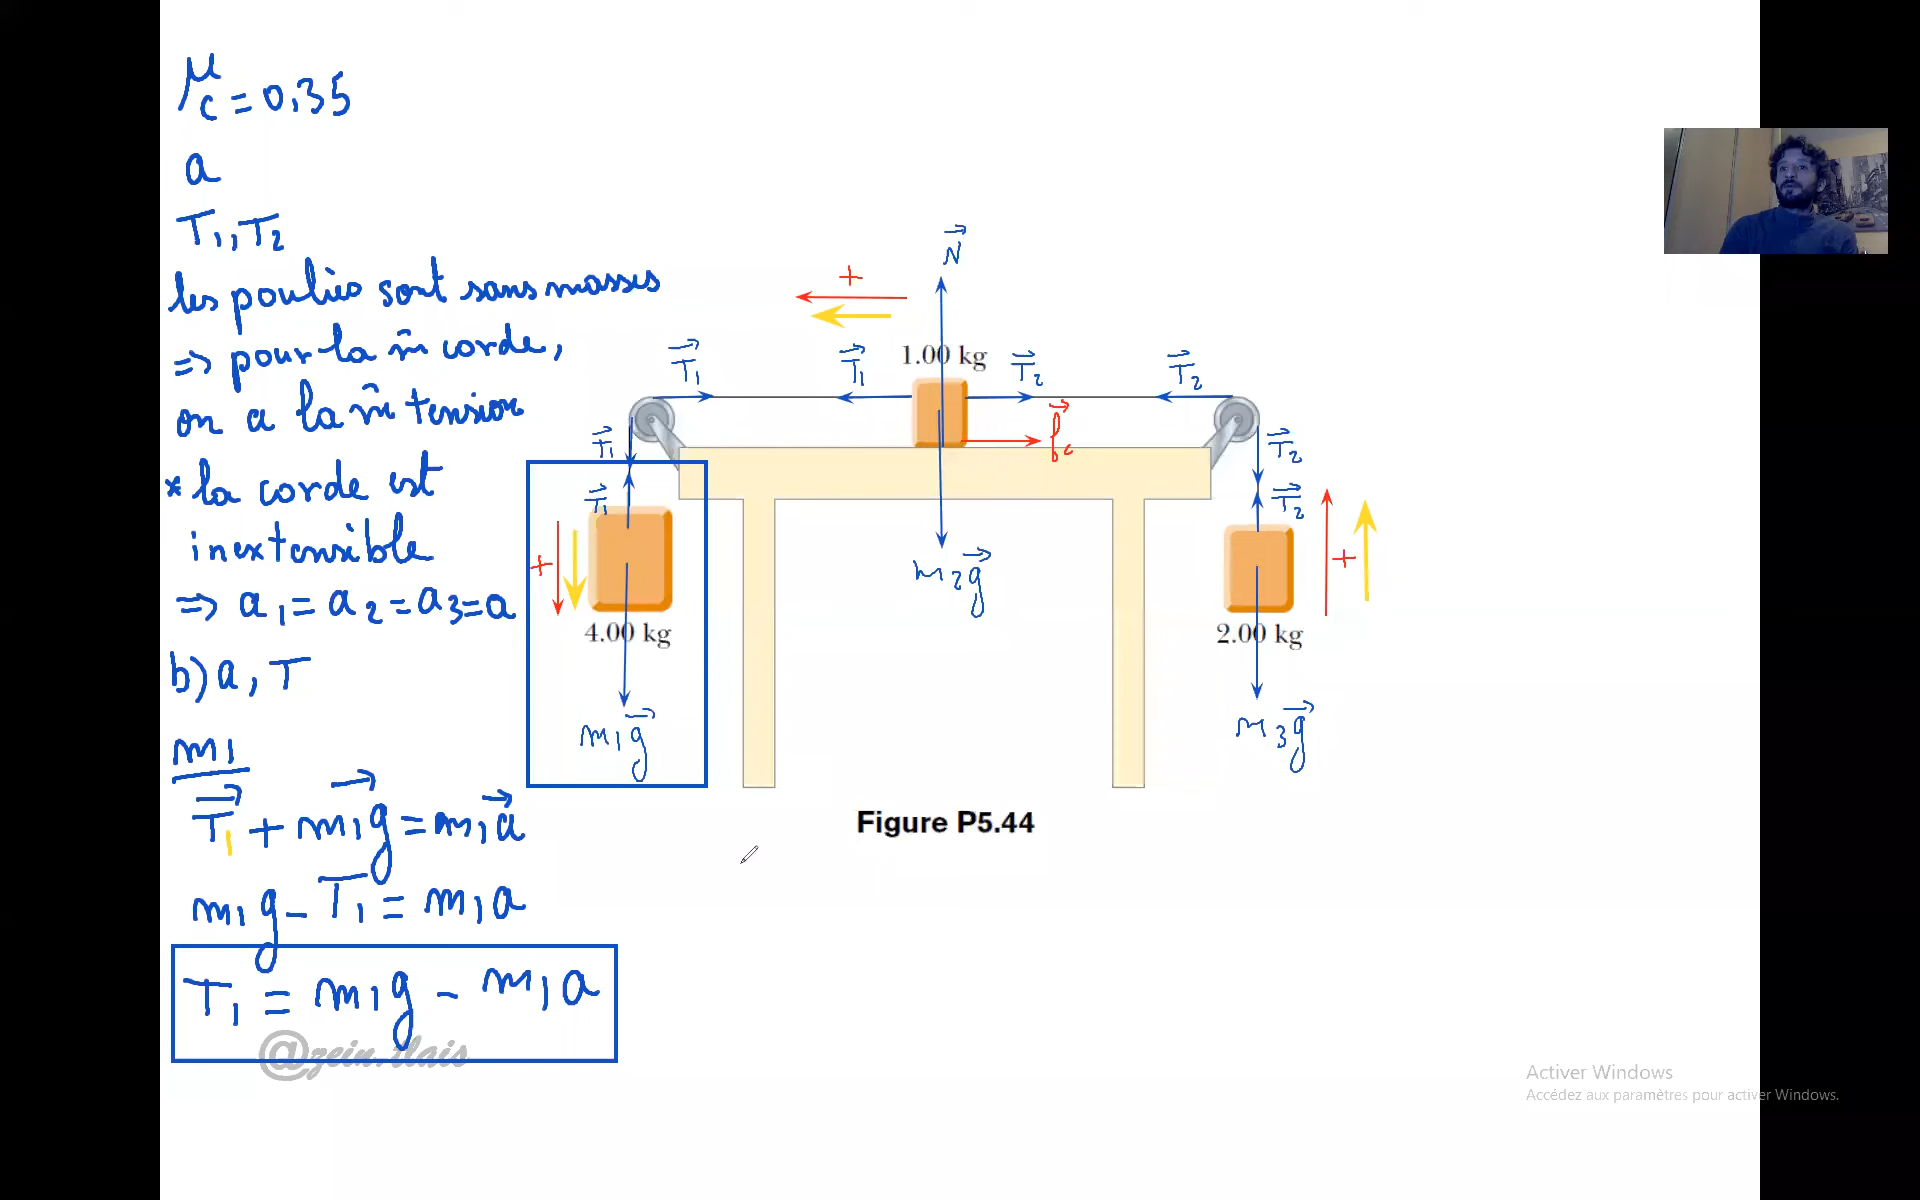 μc = 0,35
a
T1, T2
les poulies sont sans masses
=> pour la m̂ corde,
on a la m̂ tension
* la corde est
inextensible
=> a1 = a2 = a3 = a
b) a, T
m1
T1 + m1g = m1a
m1g - T1 = m1a
T1 = m1g - m1a
@zein.ilais
N
+
1.00 kg
T1
T1
T2
T2
fc
T1
T2
T1
T2
+
+
m2g
4.00 kg
2.00 kg
m1g
m3g
Figure P5.44
Activer Windows
Accédez aux paramètres pour activer Windows.